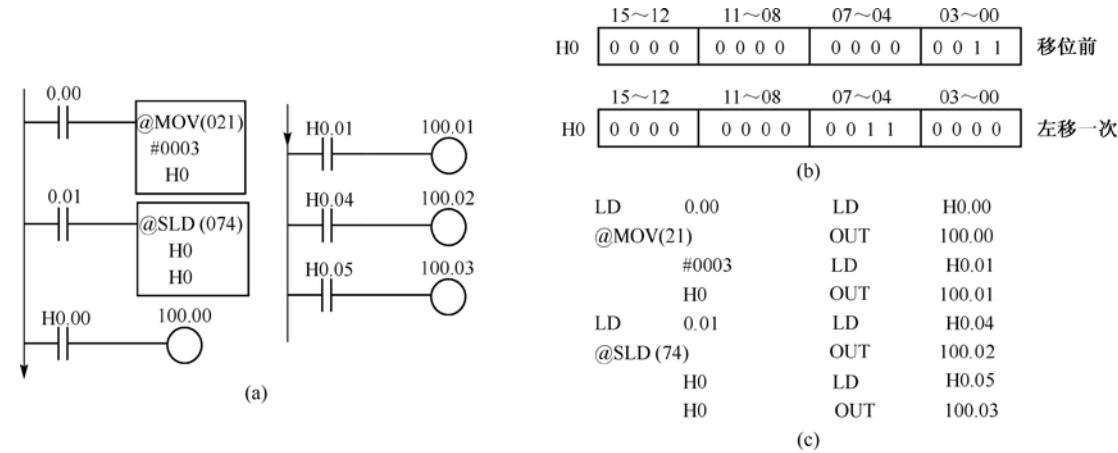 0.00
@MOV(021)
#0003
H0
0.01
@SLD (074)
H0
H0
H0.00 100.00
H0.01 100.01
H0.04 100.02
H0.05 100.03
(a)
15～12 11～08 07～04 03～00
H0 0 0 0 0 0 0 0 0 0 0 0 0 0 0 1 1 移位前
15～12 11～08 07～04 03～00
H0 0 0 0 0 0 0 0 0 0 0 1 1 0 0 0 0 左移一次
(b)
LD 0.00 LD H0.00
@MOV(21) OUT 100.00
#0003 LD H0.01
H0 OUT 100.01
LD 0.01 LD H0.04
@SLD (74) OUT 100.02
H0 LD H0.05
H0 OUT 100.03
(c)